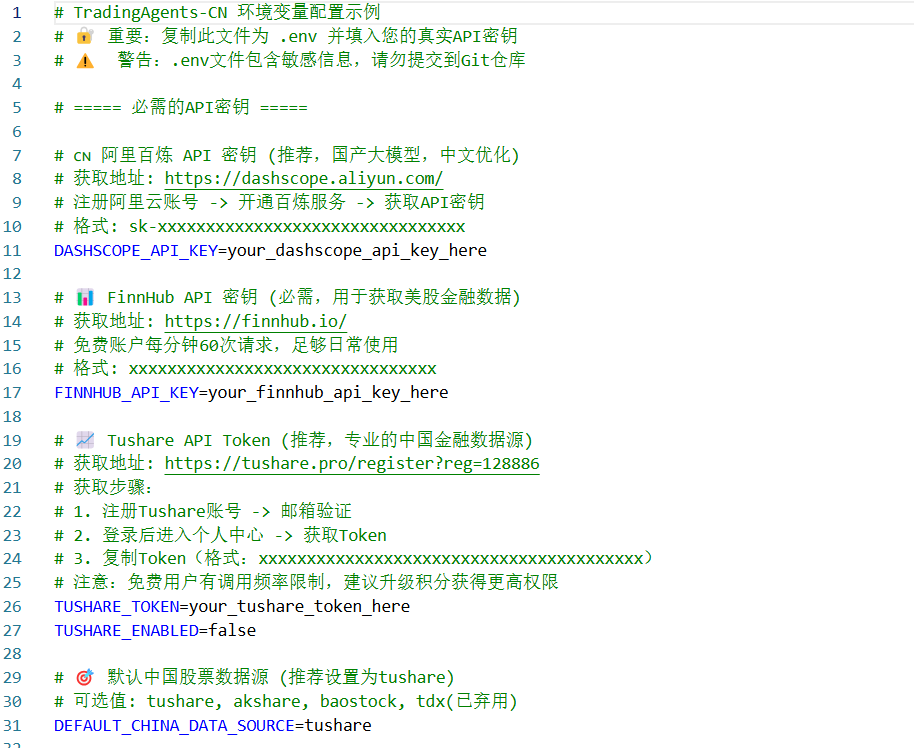 1 # TradingAgents-CN 环境变量配置示例
2 # 🔐 重要：复制此文件为 .env 并填入您的真实API密钥
3 # ⚠️ 警告：.env文件包含敏感信息，请勿提交到Git仓库
4
5 # ===== 必需的API密钥 =====
6
7 # CN 阿里百炼 API 密钥 (推荐，国产大模型，中文优化)
8 # 获取地址: https://dashscope.aliyun.com/
9 # 注册阿里云账号 -> 开通百炼服务 -> 获取API密钥
10 # 格式: sk-xxxxxxxxxxxxxxxxxxxxxxxxxxxxxxxx
11 DASHSCOPE_API_KEY=your_dashscope_api_key_here
12
13 # 📊 FinnHub API 密钥 (必需，用于获取美股金融数据)
14 # 获取地址: https://finnhub.io/
15 # 免费账户每分钟60次请求，足够日常使用
16 # 格式: xxxxxxxxxxxxxxxxxxxxxxxxxxxxxxxx
17 FINNHUB_API_KEY=your_finnhub_api_key_here
18
19 # 📈 Tushare API Token (推荐，专业的中国金融数据源)
20 # 获取地址: https://tushare.pro/register?reg=128886
21 # 获取步骤:
22 # 1. 注册Tushare账号 -> 邮箱验证
23 # 2. 登录后进入个人中心 -> 获取Token
24 # 3. 复制Token（格式：xxxxxxxxxxxxxxxxxxxxxxxxxxxxxxxxxxxxxxxx）
25 # 注意：免费用户有调用频率限制，建议升级积分获得更高权限
26 TUSHARE_TOKEN=your_tushare_token_here
27 TUSHARE_ENABLED=false
28
29 # 🎯 默认中国股票数据源 (推荐设置为tushare)
30 # 可选值: tushare, akshare, baostock, tdx(已弃用)
31 DEFAULT_CHINA_DATA_SOURCE=tushare